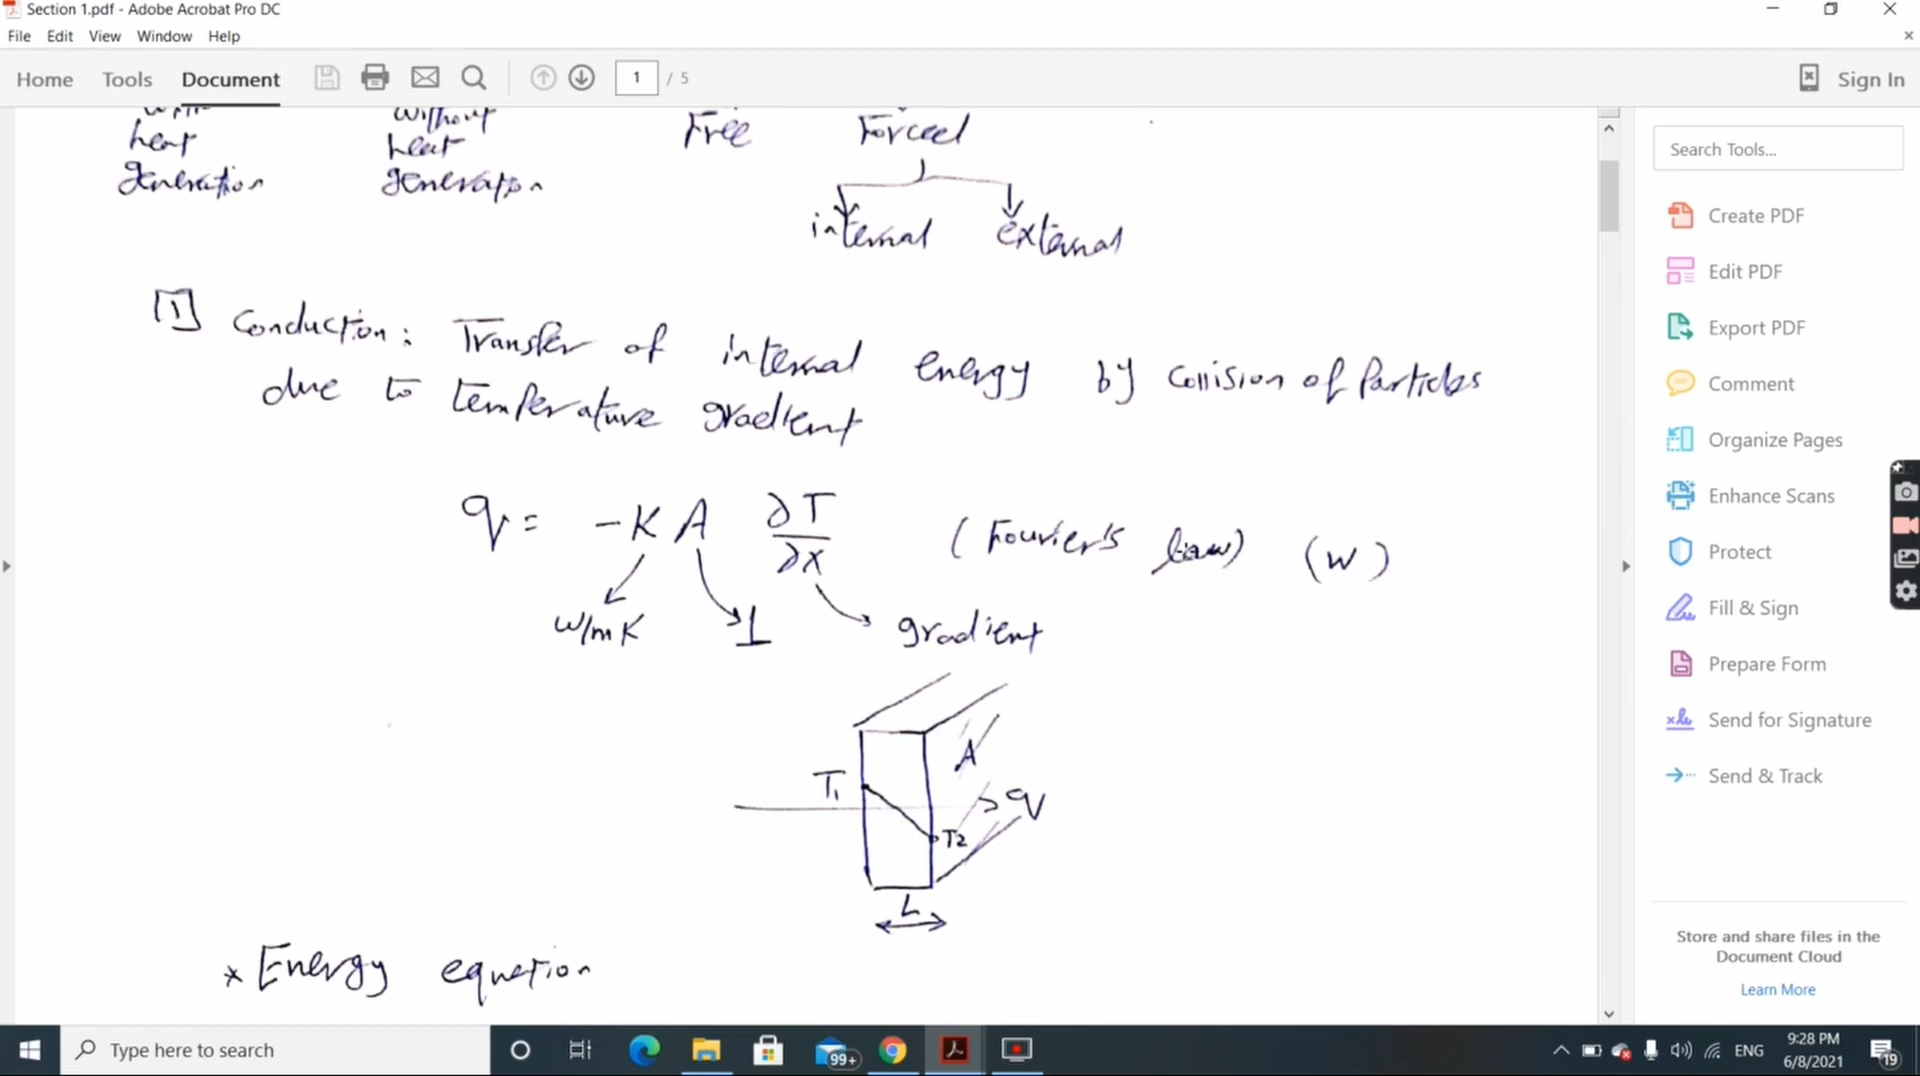 Section 1.pdf - Adobe Acrobat Pro DC
File Edit View Window Help
Home Tools Document 1 / 5 Sign In
with without
heat heat Free Forced
generation generation
internal external
[1] Conduction: Transfer of internal energy by Collision of Particles
due to temperature gradient
q = -K A ∂T/∂x (Fourier's law) (W)
W/mK ⊥ gradient
A
T1
q
T2
L
* Energy equation
Search Tools...
Create PDF
Edit PDF
Export PDF
Comment
Organize Pages
Enhance Scans
Protect
Fill & Sign
Prepare Form
Send for Signature
Send & Track
Store and share files in the
Document Cloud
Learn More
Type here to search
99+
ENG
9:28 PM
6/8/2021
19